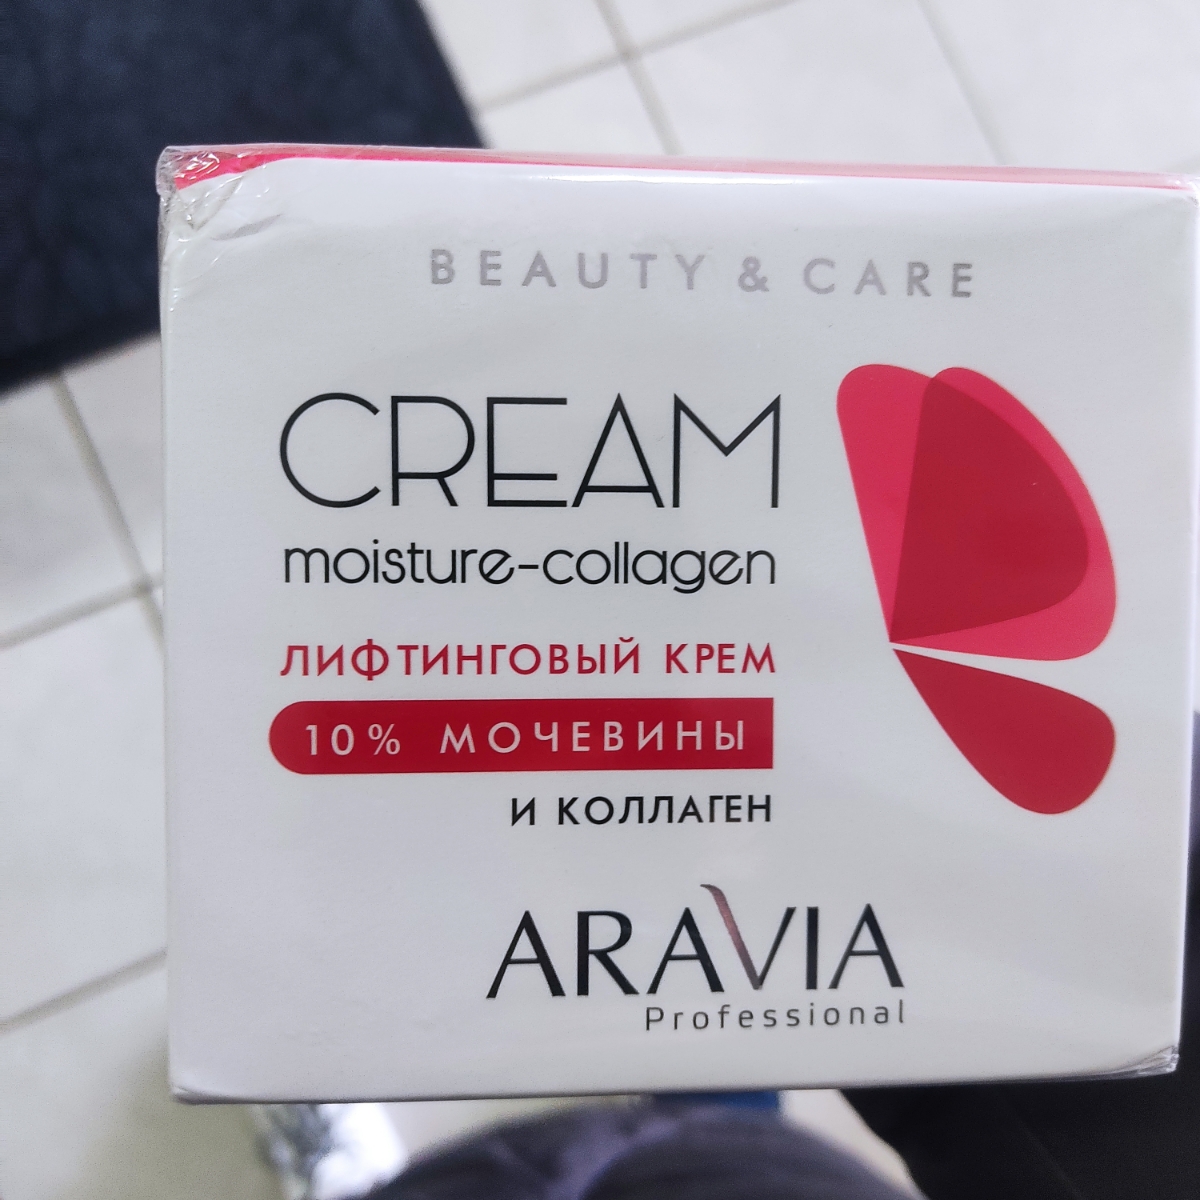 BEAUTY & CARE
CREAM
moisture-collagen
ЛИФТИНГОВЫЙ КРЕМ
10% МОЧЕВИНЫ
И КОЛЛАГЕН
ARAVIA
Professional